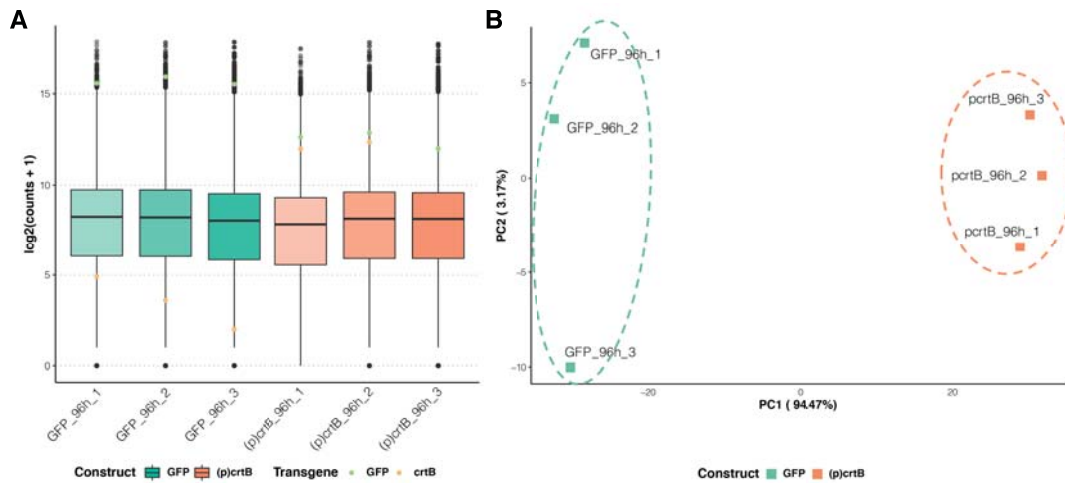 A
log2(counts + 1)
15
10
5
0
GFP_96h_1
GFP_96h_2
GFP_96h_3
(p)crtB_96h_1
(p)crtB_96h_2
(p)crtB_96h_3
Construct GFP (p)crtB Transgene GFP crtB
B
PC2 ( 3.17%)
5
0
−5
−10
GFP_96h_1
GFP_96h_2
GFP_96h_3
pcrtB_96h_3
pcrtB_96h_2
pcrtB_96h_1
−20
0
20
PC1 ( 94.47%)
Construct GFP (p)crtB